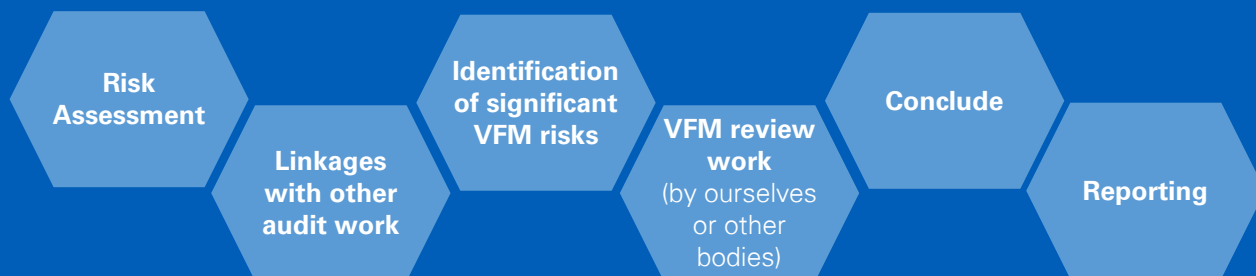 Risk
Assessment
Linkages
with other
audit work
Identification
of significant
VFM risks
VFM review
work
(by ourselves
or other
bodies)
Conclude
Reporting